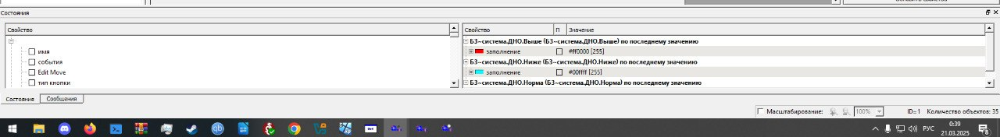 Состояния
Свойство
имя
события
Edit Move
тип кнопки
Свойство П Значение
БЗ~система.ДНО.Выше (БЗ~система.ДНО.Выше) по последнему значению
заполнение #ff0000 [255]
БЗ~система.ДНО.Ниже (БЗ~система.ДНО.Ниже) по последнему значению
заполнение #00ffff [255]
БЗ~система.ДНО.Норма (БЗ~система.ДНО.Норма) по последнему значению
Состояния Сообщения
Масштабирование: 100% ID=1 Количество объектов: 35
РУС 0:39
21.03.2025
8